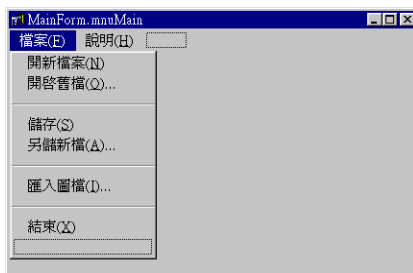 MainForm.mnuMain
檔案(F) 說明(H)
開新檔案(N)
開啓舊檔(O)...
儲存(S)
另儲新檔(A)...
匯入圖檔(I)...
結束(X)